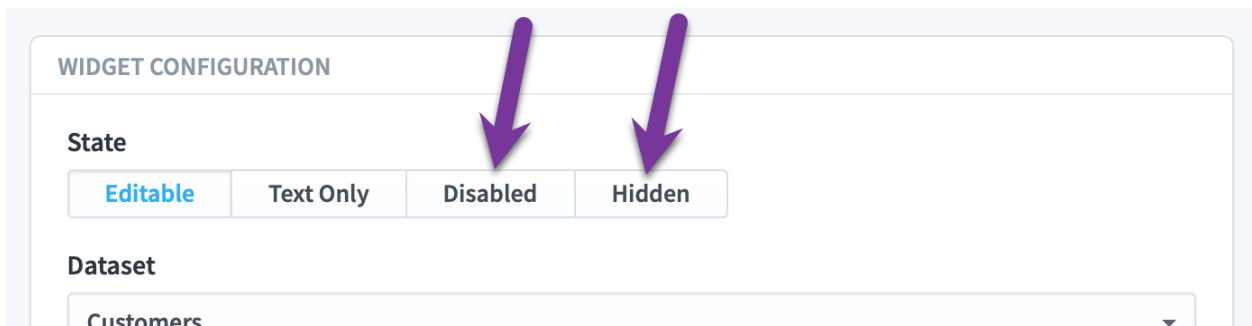 WIDGET CONFIGURATION
State
Editable Text Only Disabled Hidden
Dataset
Customers